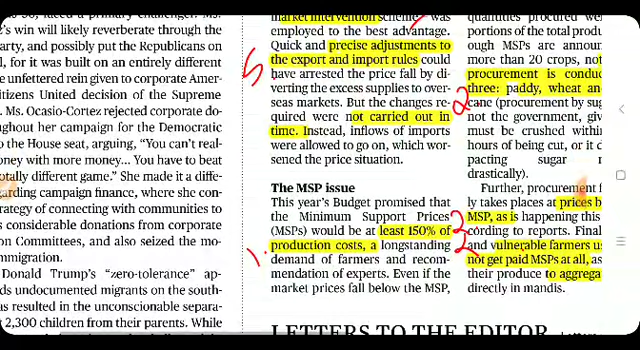 's win will likely reverberate through the
arty, and possibly put the Republicans on
l, for it was built on an entirely different
e unfettered rein given to corporate Amer-
itizens United decision of the Supreme
. Ms. Ocasio-Cortez rejected corporate do-
ghout her campaign for the Democratic
o the House seat, arguing, "You can't real-
oney with more money... You have to beat
otally different game." She made it a diffe-
garding campaign finance, where she con-
rategy of connecting with communities to
s considerable donations from corporate
on Committees, and also seized the mo-
mmigration.
Donald Trump's "zero-tolerance" ap-
ds undocumented migrants on the south-
as resulted in the unconscionable separa-
2,300 children from their parents. While
market intervention scheme was
employed to the best advantage.
Quick and precise adjustments to
the export and import rules could
have arrested the price fall by di-
verting the excess supplies to over-
seas markets. But the changes re-
quired were not carried out in
time. Instead, inflows of imports
were allowed to go on, which wor-
sened the price situation.
The MSP issue
This year's Budget promised that
the Minimum Support Prices
(MSPs) would be at least 150% of
production costs, a longstanding
demand of farmers and recom-
mendation of experts. Even if the
market prices fall below the MSP,
quantities procured we
portions of the total produ
ough MSPs are announ
more than 20 crops, not
procurement is conduc
three: paddy, wheat an
cane (procurement by sug
not the government, giv
must be crushed within
hours of being cut, or it d
pacting sugar r
drastically).
Further, procurement f
ly takes place at prices b
MSP, as is happening this
cording to reports. Final
and vulnerable farmers us
not get paid MSPs at all, as
their produce to aggrega
directly in mandis.
LETTERS TO THE EDITOR